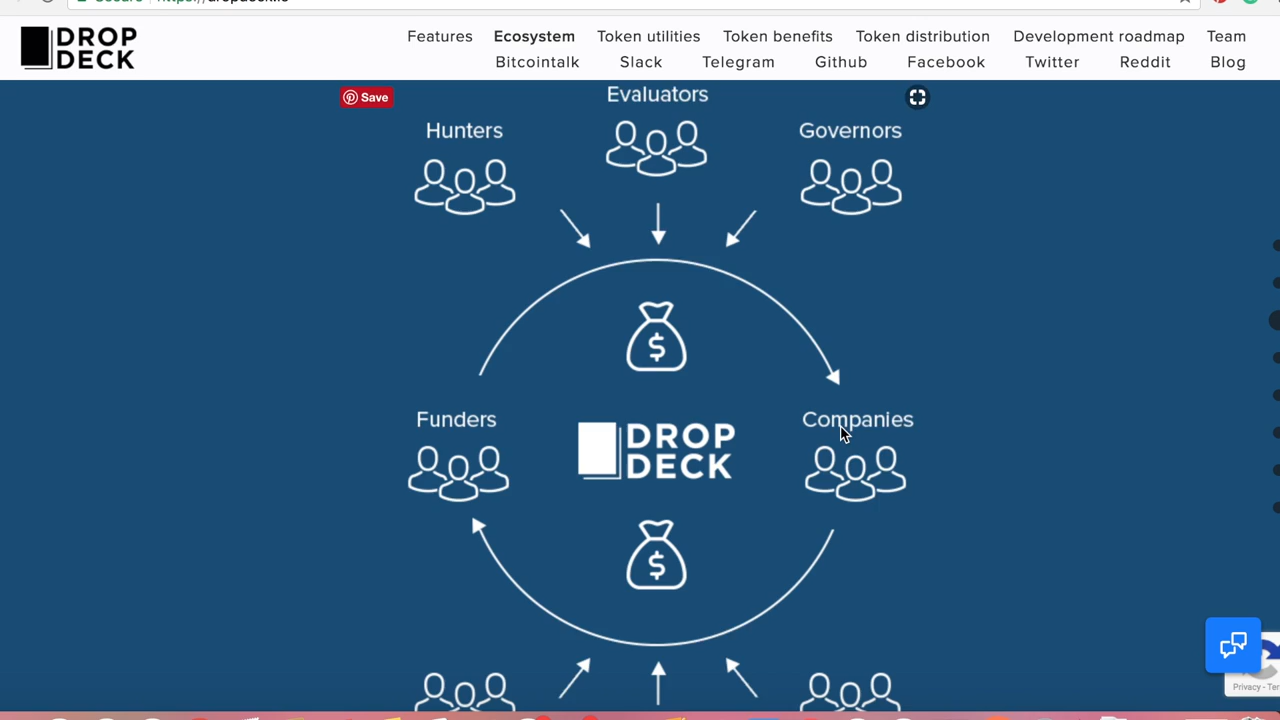 DROP
DECK
Features Ecosystem Token utilities Token benefits Token distribution Development roadmap Team
Bitcointalk Slack Telegram Github Facebook Twitter Reddit Blog
Save
Evaluators
Hunters
Governors
$
Funders
DROP
DECK
Companies
$